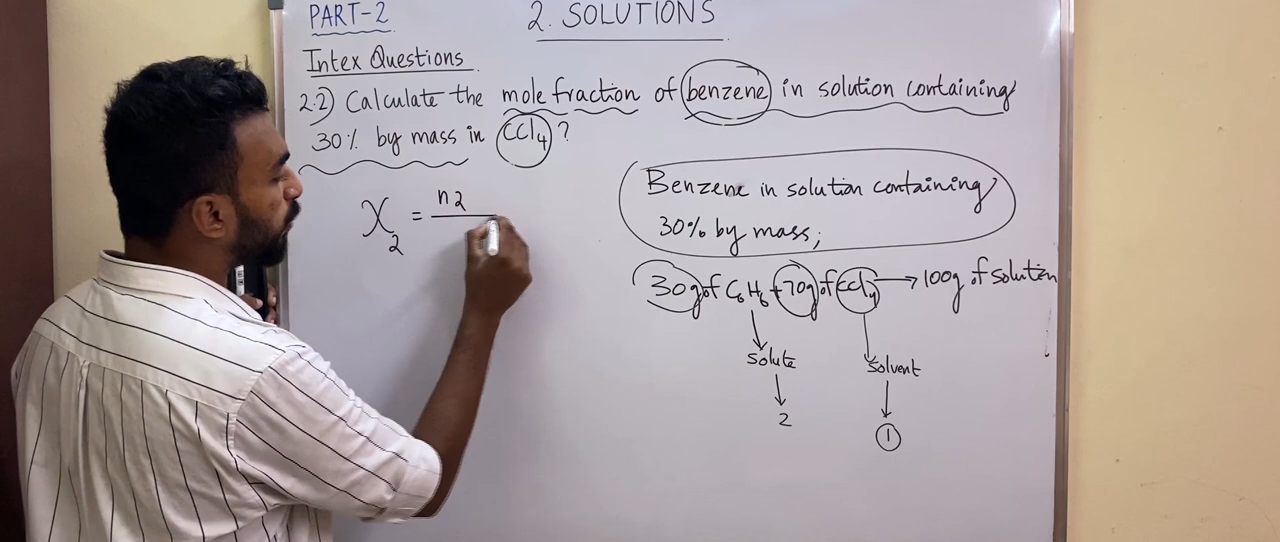 PART-2
2. SOLUTIONS
Intex Questions
2.2) Calculate the mole fraction of benzene in solution containing
30% by mass in CCl4?
X2 = n2
Benzene in solution containing
30% by mass;
30g of C6H6 + 70g of CCl4 → 100g of solution
Solute
Solvent
2
1